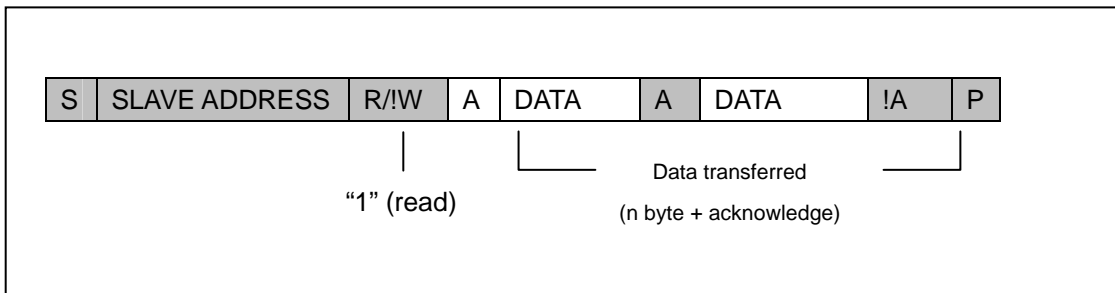 S SLAVE ADDRESS R/!W A DATA A DATA !A P
Data transferred
“1” (read)
(n byte + acknowledge)